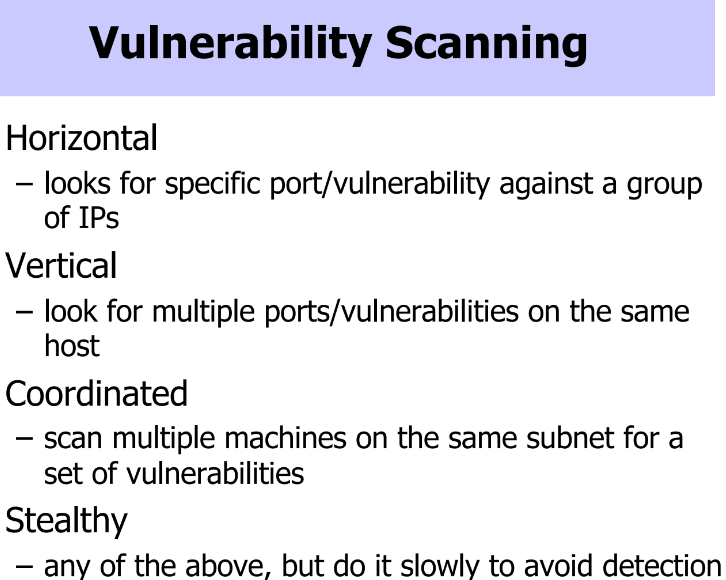 Vulnerability Scanning
Horizontal
– looks for specific port/vulnerability against a group
of IPs
Vertical
– look for multiple ports/vulnerabilities on the same
host
Coordinated
– scan multiple machines on the same subnet for a
set of vulnerabilities
Stealthy
– any of the above, but do it slowly to avoid detection